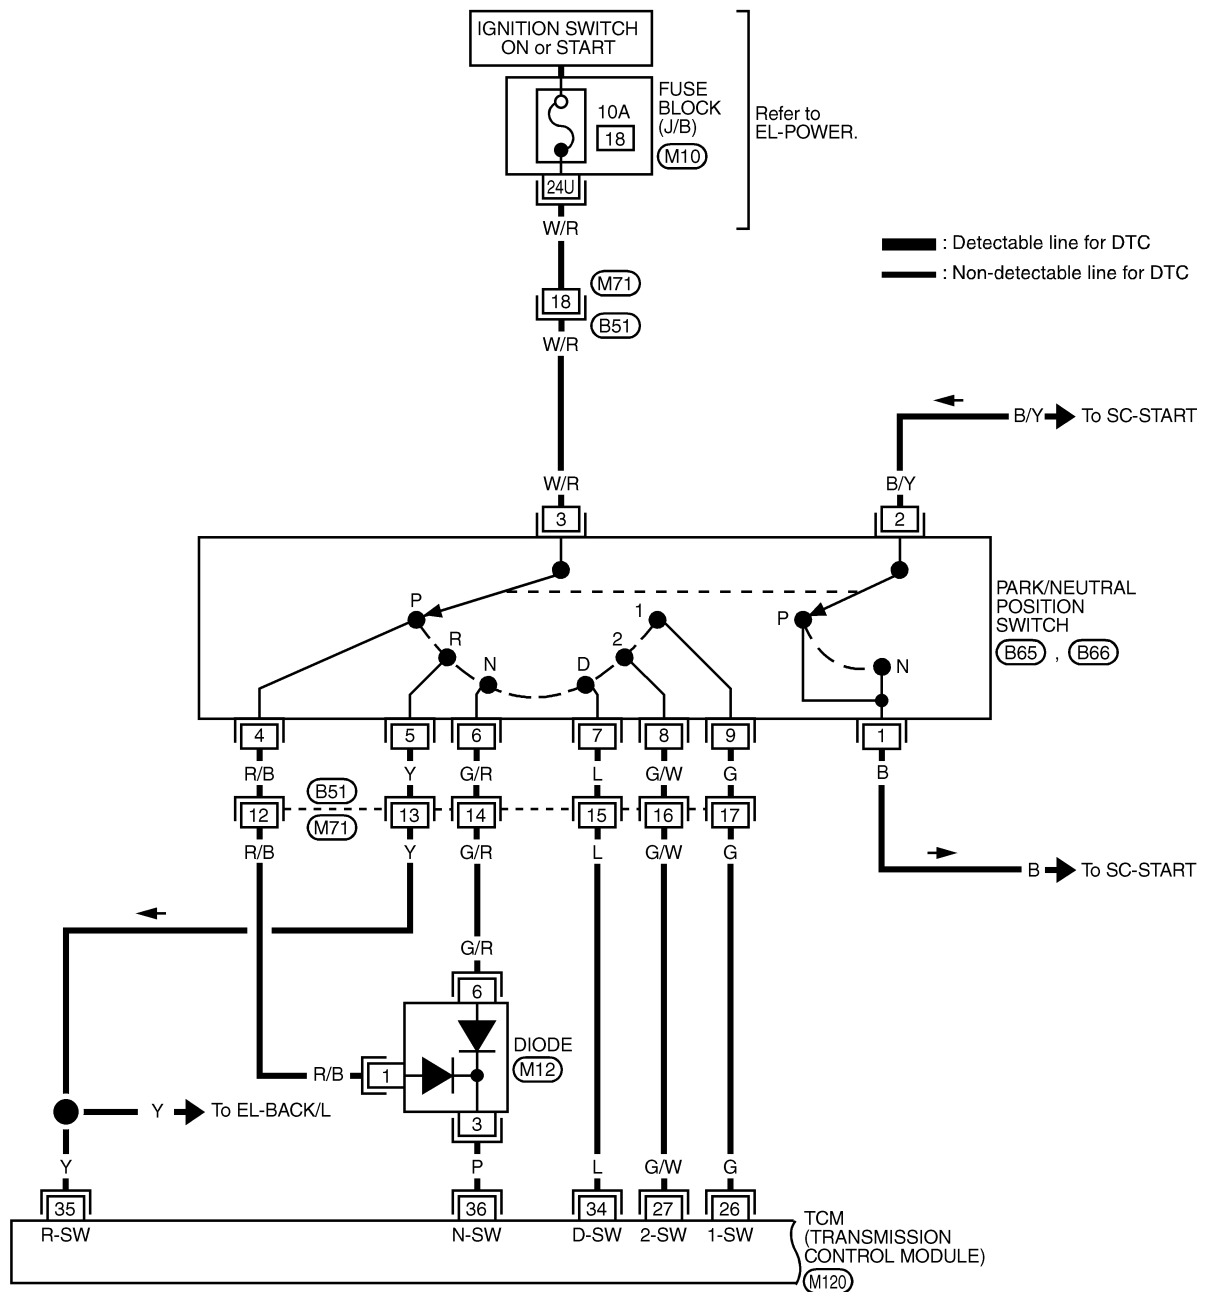 IGNITION SWITCH
ON or START
FUSE
BLOCK
(J/B)
M10
10A
18
24U
Refer to
EL-POWER.
W/R
: Detectable line for DTC
: Non-detectable line for DTC
M71
18
B51
W/R
B/Y
To SC-START
W/R
B/Y
3
2
P
R
N
D
2
1
P
N
PARK/NEUTRAL
POSITION
SWITCH
B65 , B66
4
5
6
7
8
9
1
R/B
Y
G/R
L
G/W
G
B
B51
M71
12
13
14
15
16
17
R/B
Y
G/R
L
G/W
G
B
To SC-START
G/R
6
DIODE
M12
R/B
1
3
Y
To EL-BACK/L
Y
P
L
G/W
G
35
36
34
27
26
R-SW
N-SW
D-SW
2-SW
1-SW
TCM
(TRANSMISSION
CONTROL MODULE)
M120